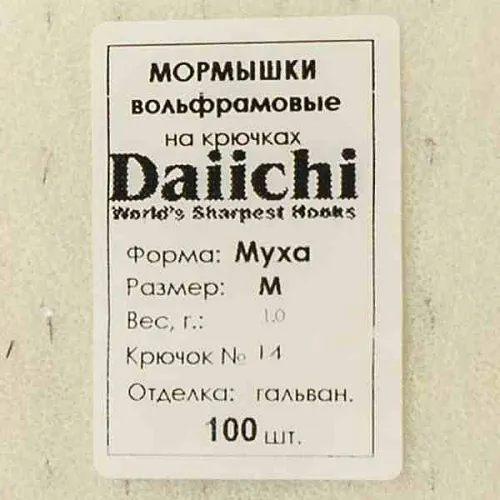 МОРМЫШКИ
ВОЛЬФРАМОВЫЕ
на крючках
Daiichi
World's Sharpest Hooks
Форма: Муха
Размер: М
Вес, г.: 1.0
Крючок № 14
Отделка: гальван.
100 шт.